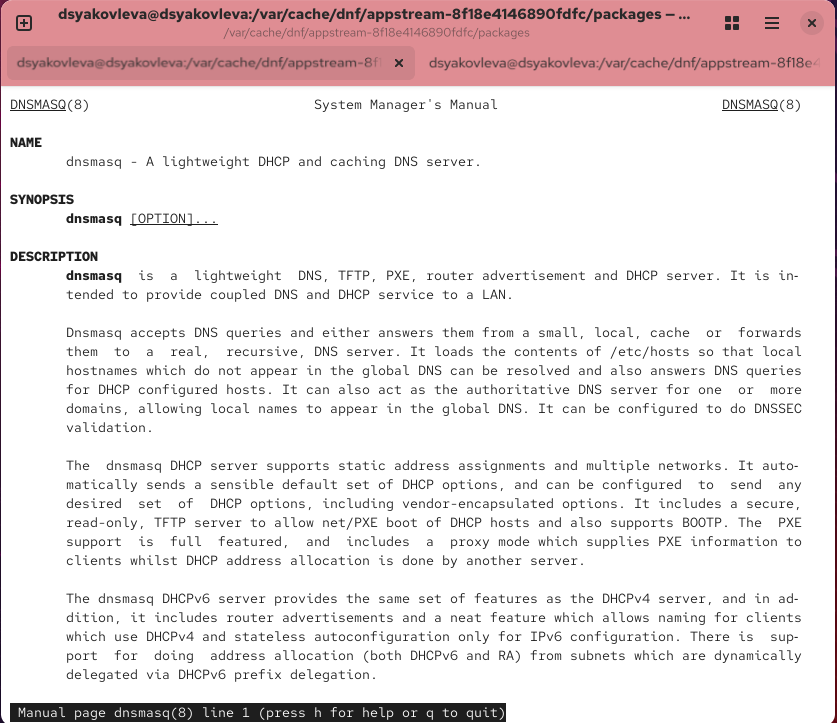 dsyakovleva@dsyakovleva:/var/cache/dnf/appstream-8f18e4146890fdfc/packages — ...
/var/cache/dnf/appstream-8f18e4146890fdfc/packages
dsyakovleva@dsyakovleva:/var/cache/dnf/appstream-8f dsyakovleva@dsyakovleva:/var/cache/dnf/appstream-8f18e4
DNSMASQ(8) System Manager's Manual DNSMASQ(8)
NAME
dnsmasq - A lightweight DHCP and caching DNS server.
SYNOPSIS
dnsmasq [OPTION]...
DESCRIPTION
dnsmasq is a lightweight DNS, TFTP, PXE, router advertisement and DHCP server. It is in-
tended to provide coupled DNS and DHCP service to a LAN.
Dnsmasq accepts DNS queries and either answers them from a small, local, cache or forwards
them to a real, recursive, DNS server. It loads the contents of /etc/hosts so that local
hostnames which do not appear in the global DNS can be resolved and also answers DNS queries
for DHCP configured hosts. It can also act as the authoritative DNS server for one or more
domains, allowing local names to appear in the global DNS. It can be configured to do DNSSEC
validation.
The dnsmasq DHCP server supports static address assignments and multiple networks. It auto-
matically sends a sensible default set of DHCP options, and can be configured to send any
desired set of DHCP options, including vendor-encapsulated options. It includes a secure,
read-only, TFTP server to allow net/PXE boot of DHCP hosts and also supports BOOTP. The PXE
support is full featured, and includes a proxy mode which supplies PXE information to
clients whilst DHCP address allocation is done by another server.
The dnsmasq DHCPv6 server provides the same set of features as the DHCPv4 server, and in ad-
dition, it includes router advertisements and a neat feature which allows naming for clients
which use DHCPv4 and stateless autoconfiguration only for IPv6 configuration. There is sup-
port for doing address allocation (both DHCPv6 and RA) from subnets which are dynamically
delegated via DHCPv6 prefix delegation.
Manual page dnsmasq(8) line 1 (press h for help or q to quit)